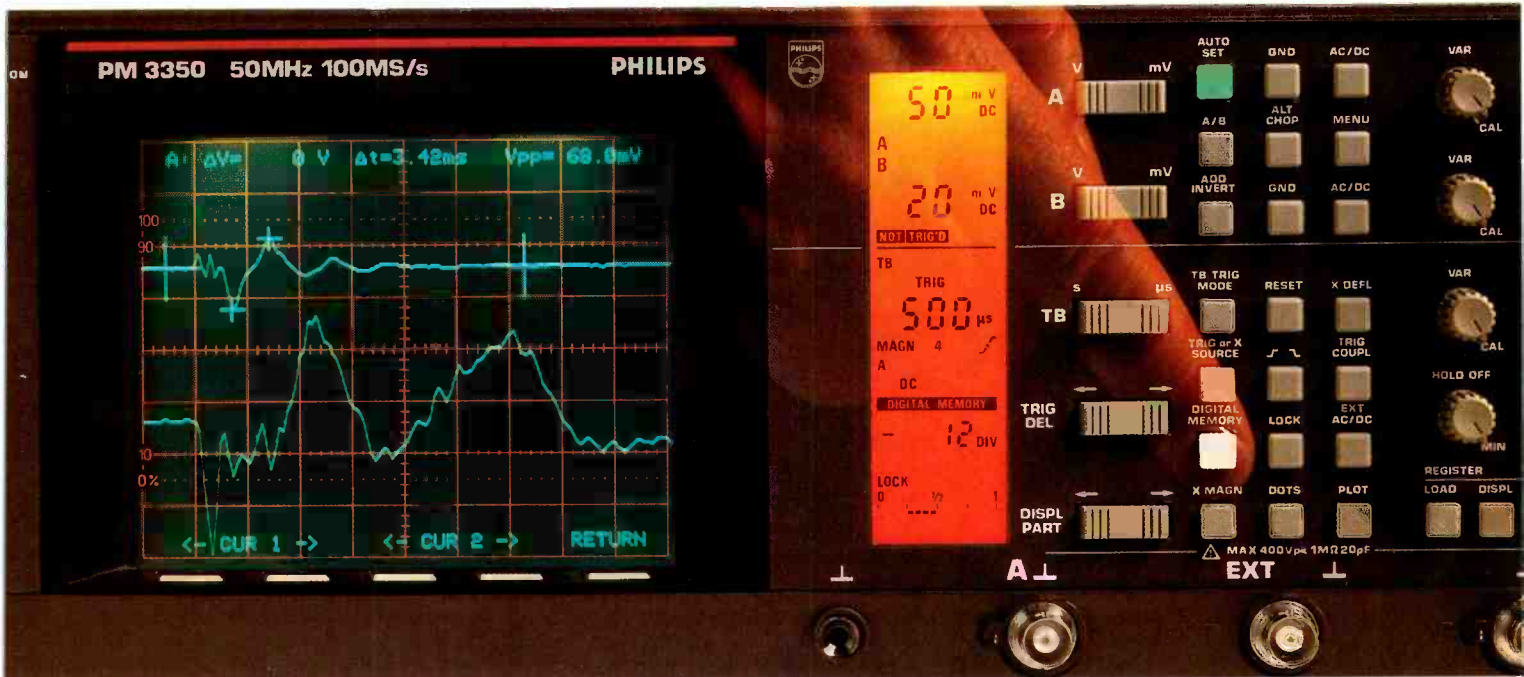 PM 3350 50MHz 100MS/s PHILIPS
A: ΔV= 0 V Δt=3.42ms Vpp= 68.0mV
100
90
10
0%
<- CUR 1 -> <- CUR 2 -> RETURN
PHILIPS
50 mV
DC
A
B
20 mV
DC
NOT TRIG'D
TB
TRIG
500 µs
MAGN 4
A
DC
DIGITAL MEMORY
- 12 DIV
LOCK
0 ½ 1
AUTO SET GND AC/DC VAR
V mV
A
CAL
A/B ALT CHOP MENU
V mV
B
ADD INVERT GND AC/DC VAR
CAL
TB TRIG MODE RESET X DEFL VAR
s µs
TB
CAL
TRIG or X SOURCE TRIG COUPL
HOLD OFF
TRIG DEL
DIGITAL MEMORY LOCK EXT AC/DC
MIN
REGISTER
LOAD DISPL
X MAGN DOTS PLOT
DISPL PART
MAX 400Vpk 1MΩ20pF
A EXT